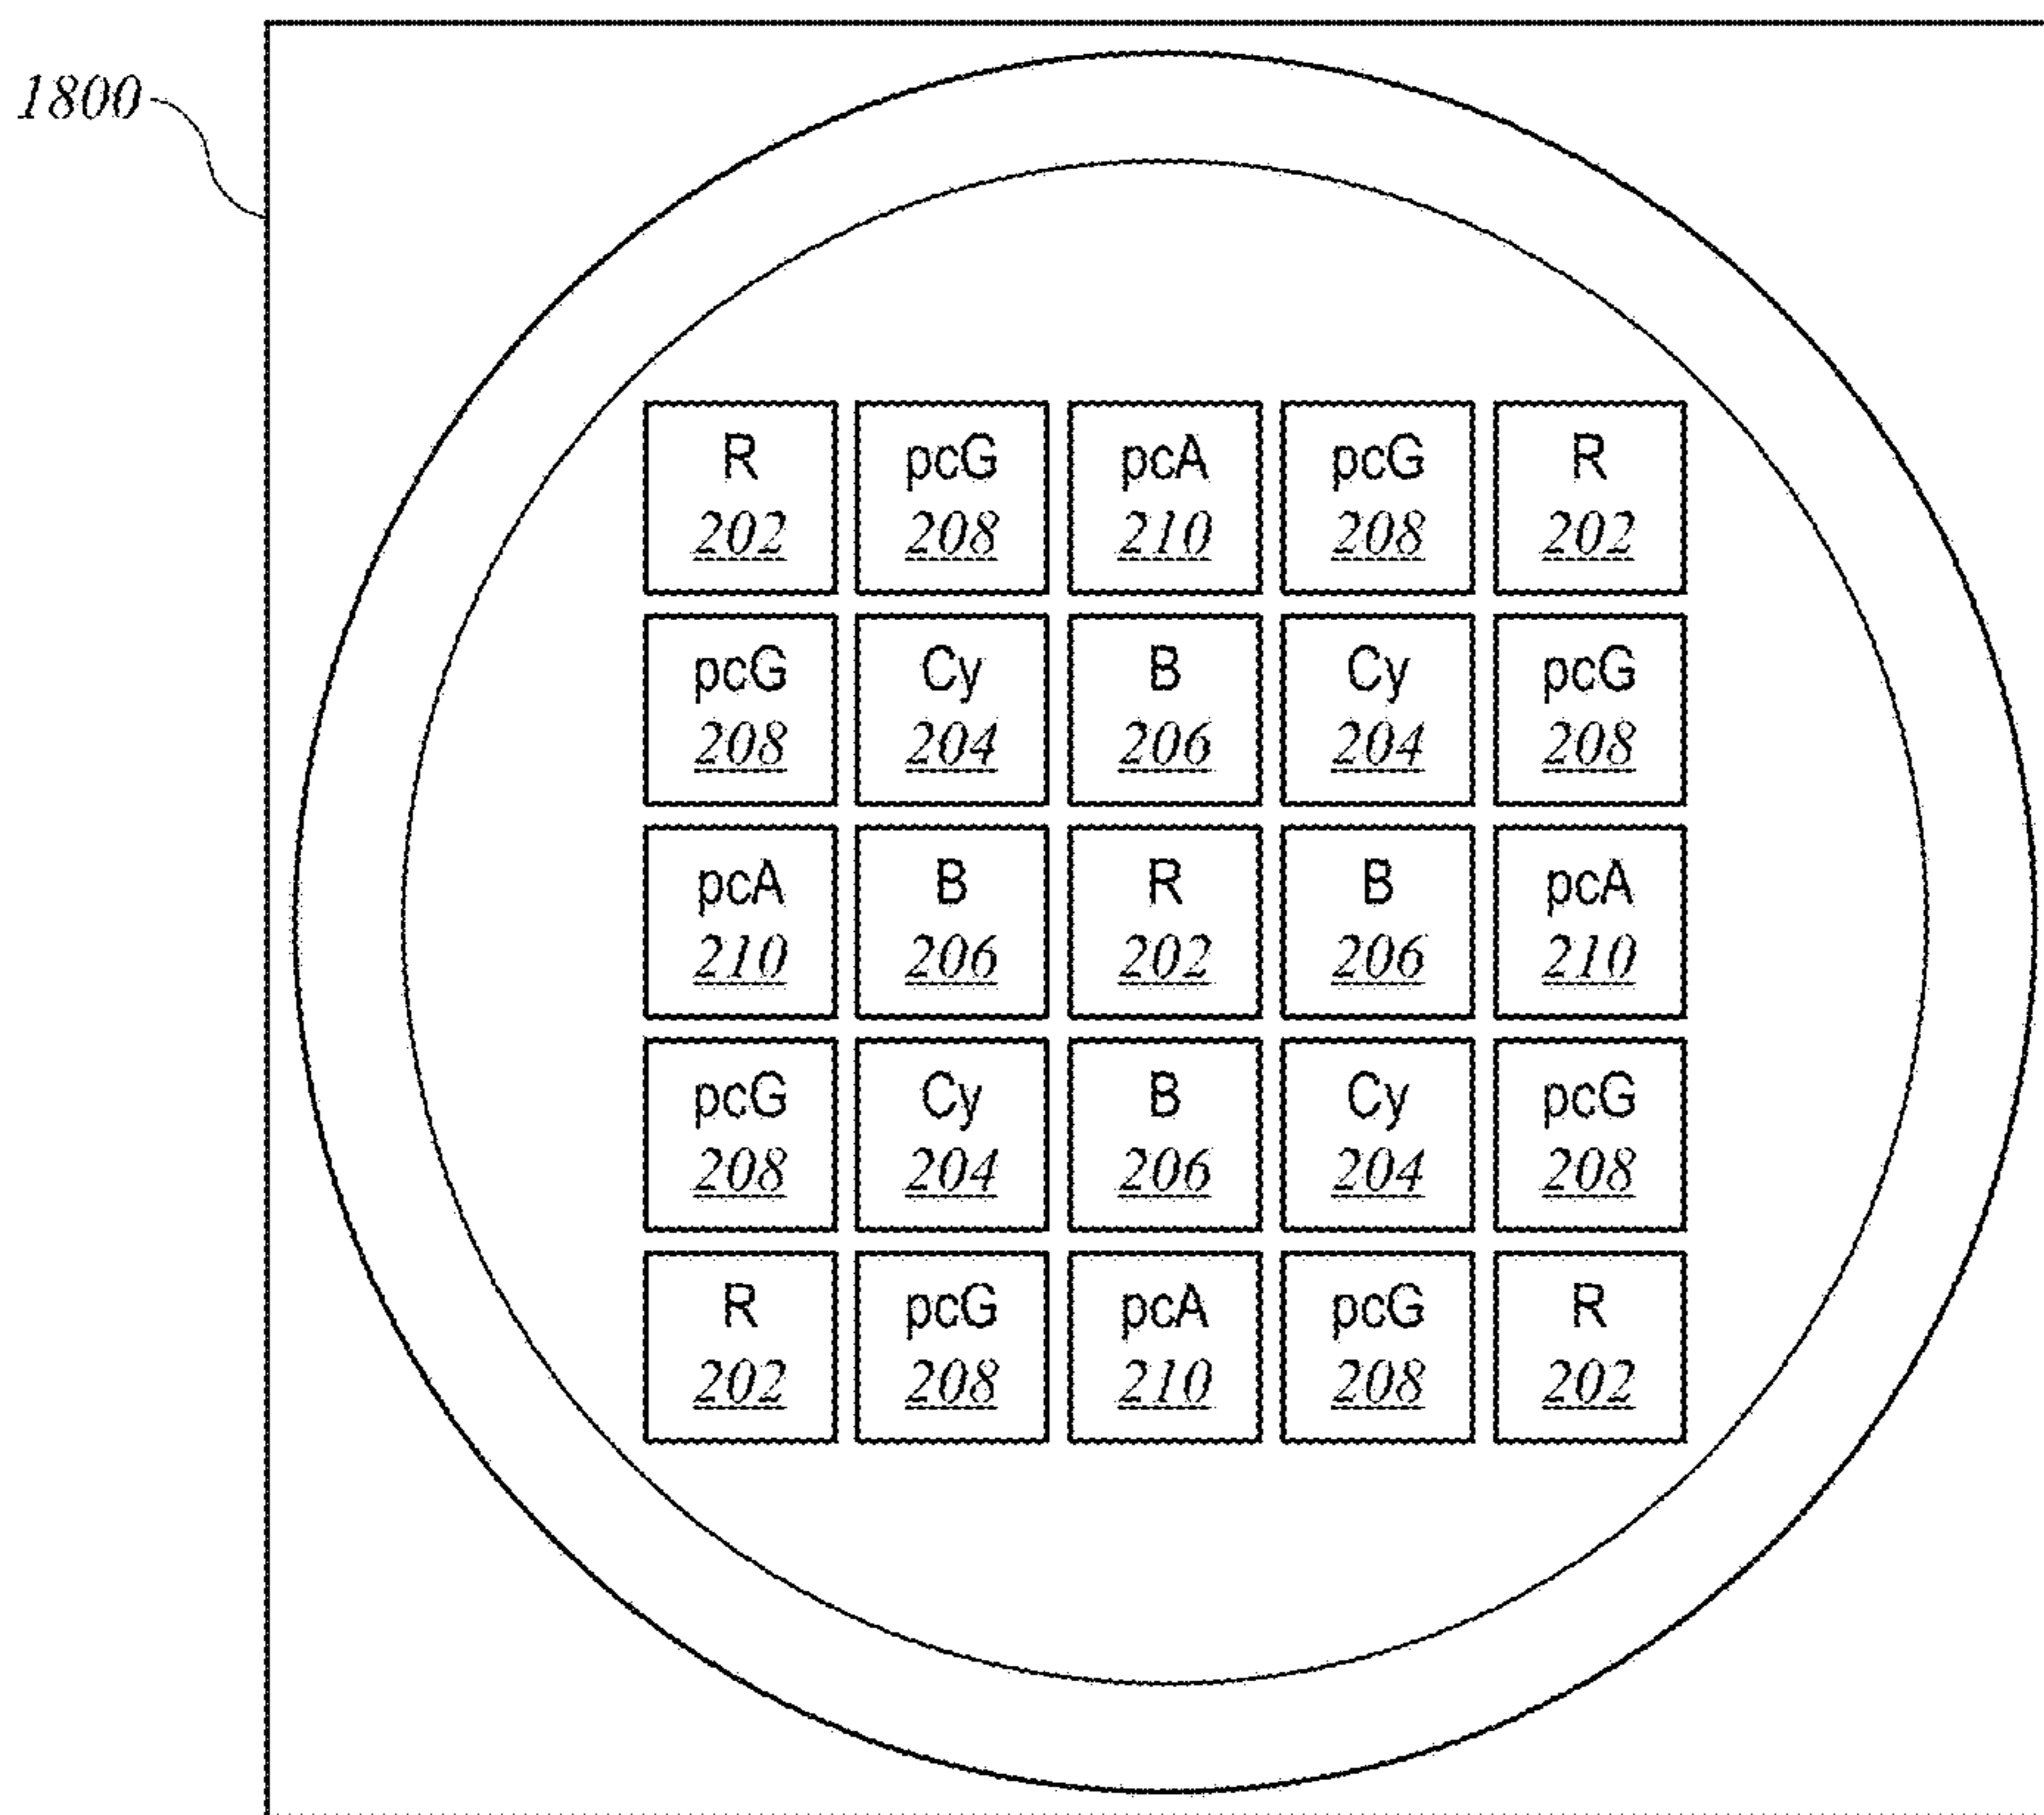 1800
R pcG pcA pcG R
202 208 210 208 202
pcG Cy B Cy pcG
208 204 206 204 208
pcA B R B pcA
210 206 202 206 210
pcG Cy B Cy pcG
208 204 206 204 208
R pcG pcA pcG R
202 208 210 208 202